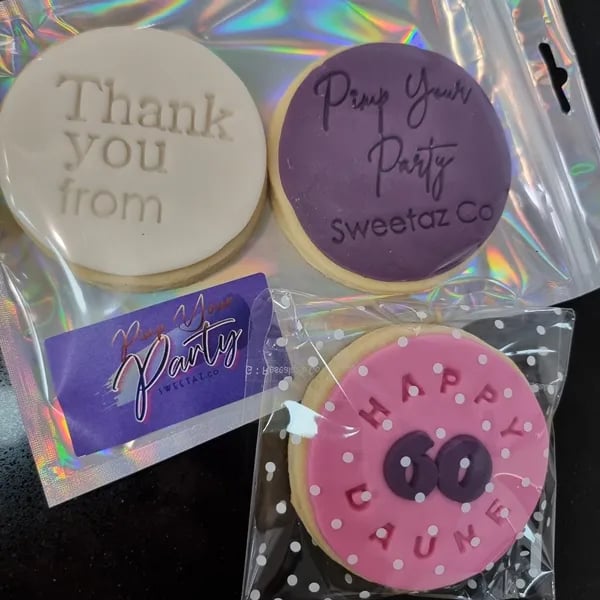 Thank
you
from
Pimp Your
Party
Sweetaz Co
Pimp Your
Party
SWEETAZ CO
HAPPY
60
DAUNE